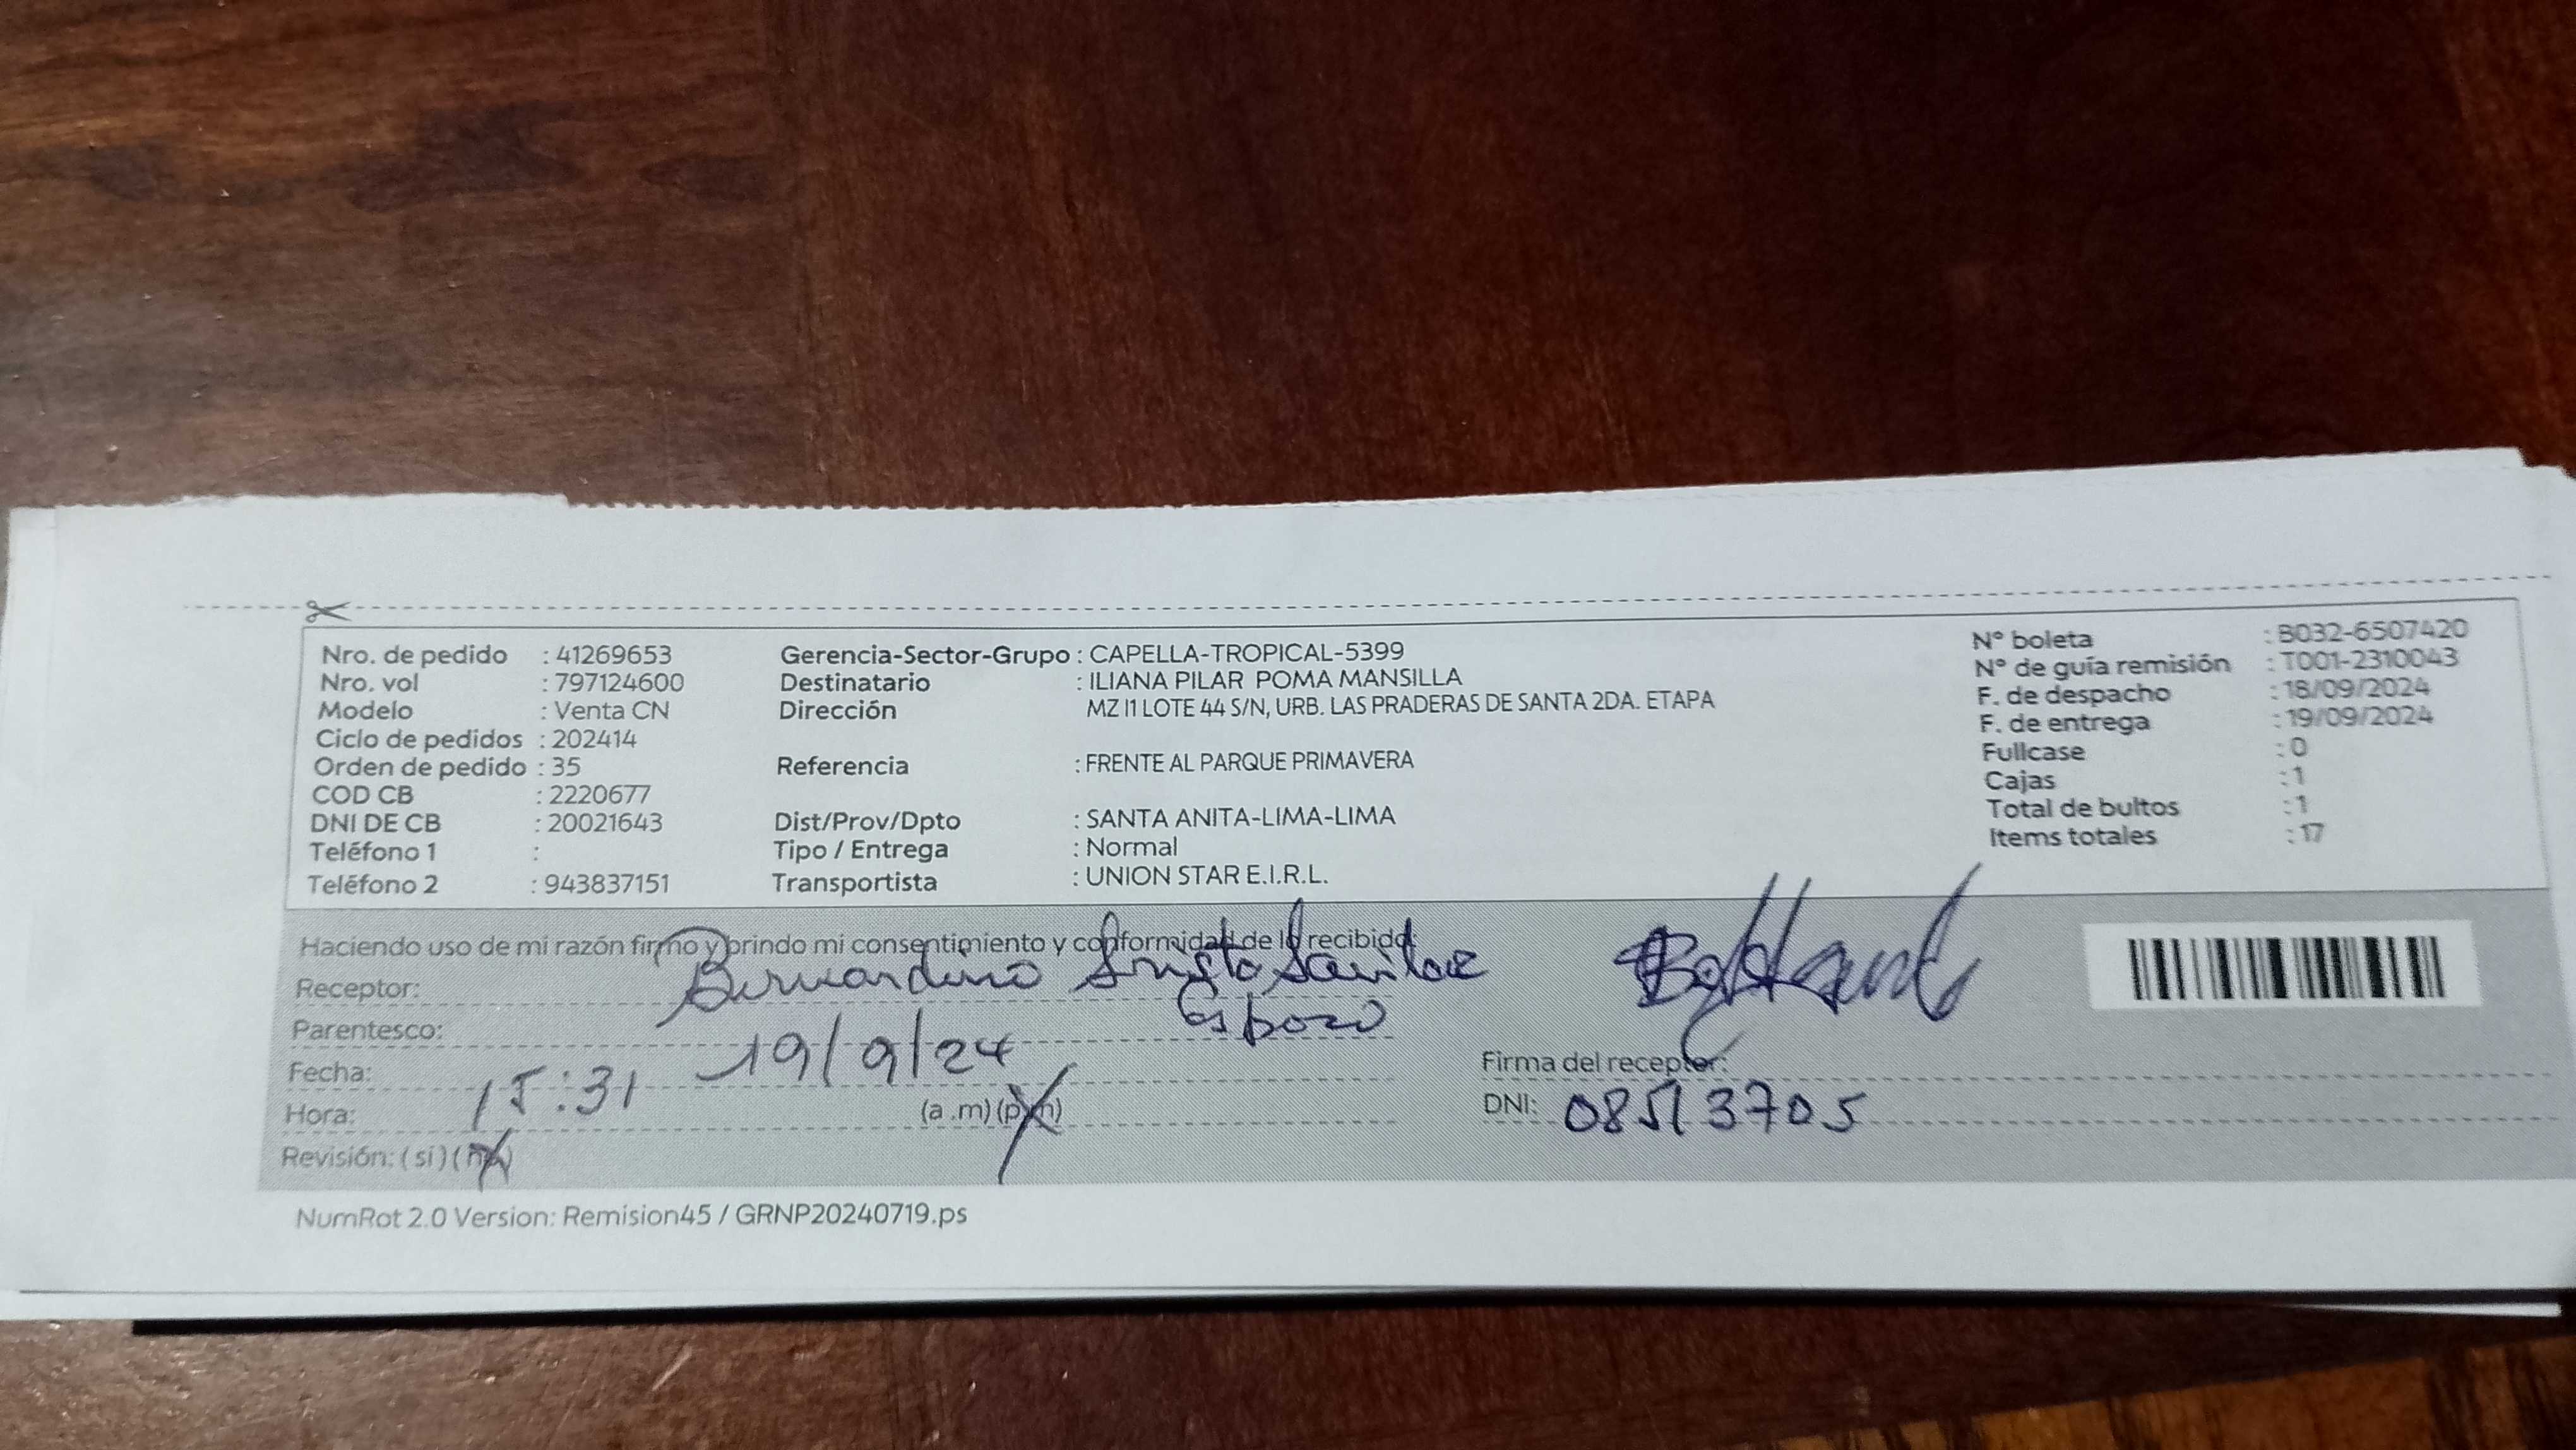 Nro. de pedido : 41269653
Nro. vol : 797124600
Modelo : Venta CN
Ciclo de pedidos : 202414
Orden de pedido : 35
COD CB : 2220677
DNI DE CB : 20021643
Teléfono 1 :
Teléfono 2 : 943837151
Gerencia-Sector-Grupo : CAPELLA-TROPICAL-5399
Destinatario : ILIANA PILAR POMA MANSILLA
Dirección MZ I1 LOTE 44 S/N, URB. LAS PRADERAS DE SANTA 2DA. ETAPA
Referencia : FRENTE AL PARQUE PRIMAVERA
Dist/Prov/Dpto : SANTA ANITA-LIMA-LIMA
Tipo / Entrega : Normal
Transportista : UNION STAR E.I.R.L.
N° boleta : B032-6507420
N° de guía remisión : T001-2310043
F. de despacho : 18/09/2024
F. de entrega : 19/09/2024
Fullcase : 0
Cajas : 1
Total de bultos : 1
Items totales : 17
Haciendo uso de mi razón firmo y brindo mi consentimiento y conformidad de lo recibido:
Receptor: Bernardino
Parentesco: Esposo
Fecha: 19/9/24
Hora: 15:31 (a.m) (p.m)
Revisión: (si) (no)
Firma del receptor:
DNI: 08513705
NumRot 2.0 Version: Remision45 / GRNP20240719.ps